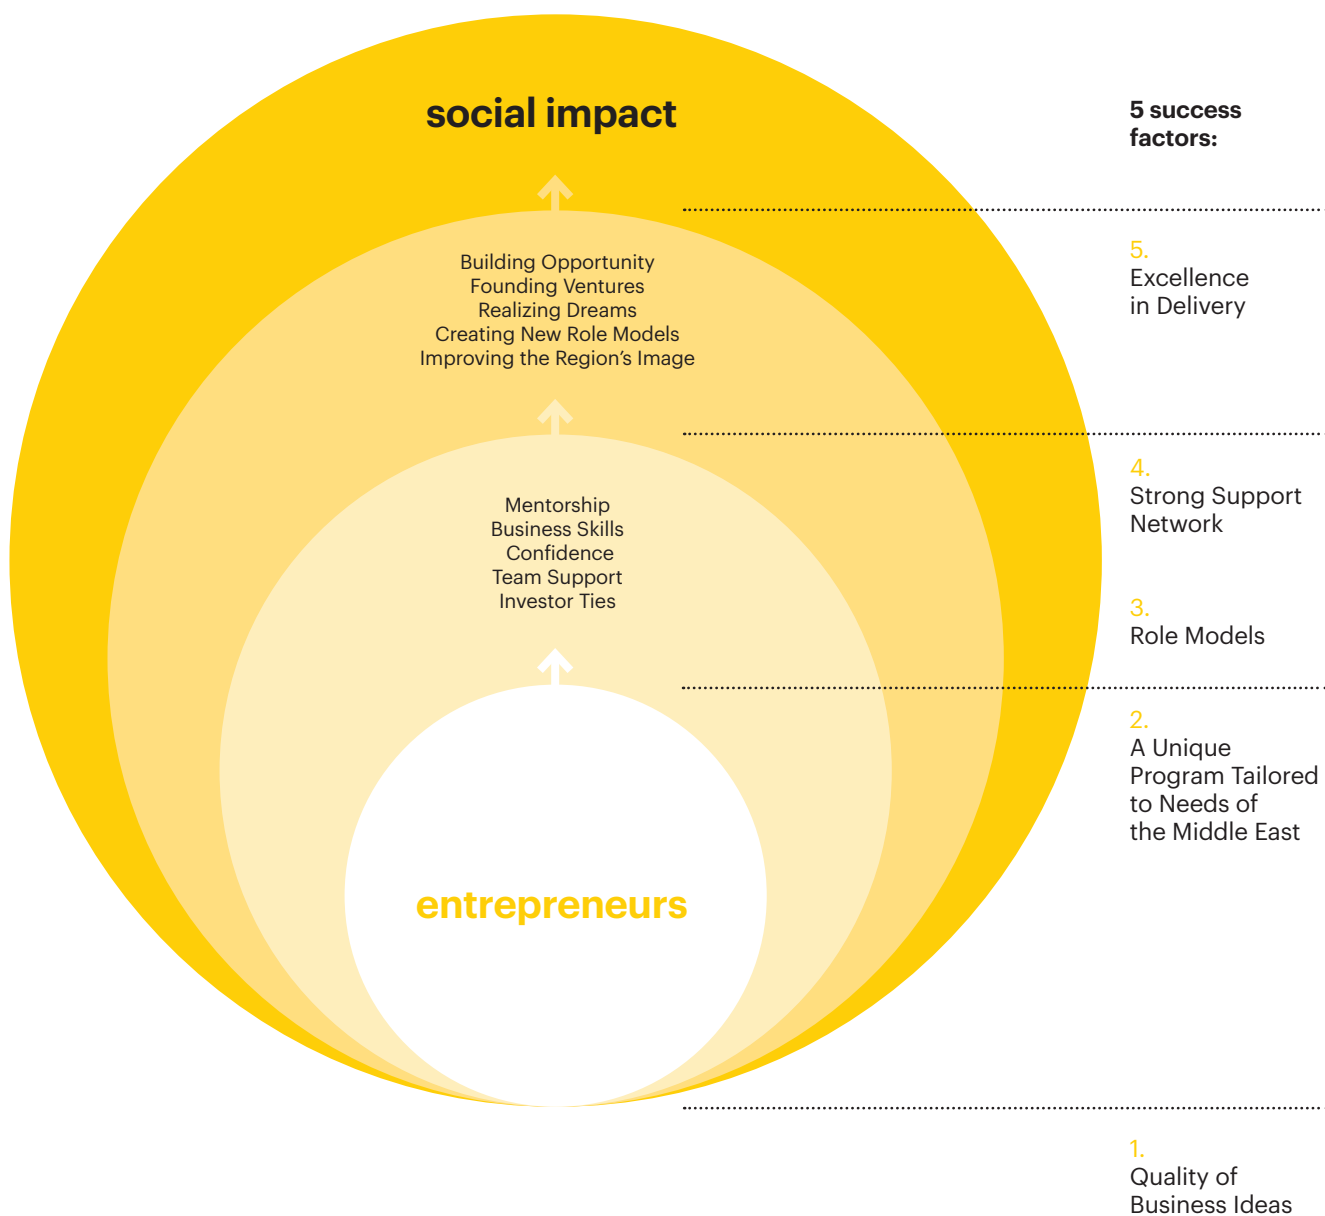 social impact
Building Opportunity
Founding Ventures
Realizing Dreams
Creating New Role Models
Improving the Region’s Image
Mentorship
Business Skills
Confidence
Team Support
Investor Ties
entrepreneurs
5 success
factors:
5.
Excellence
in Delivery
4.
Strong Support
Network
3.
Role Models
2.
A Unique
Program Tailored
to Needs of
the Middle East
1.
Quality of
Business Ideas